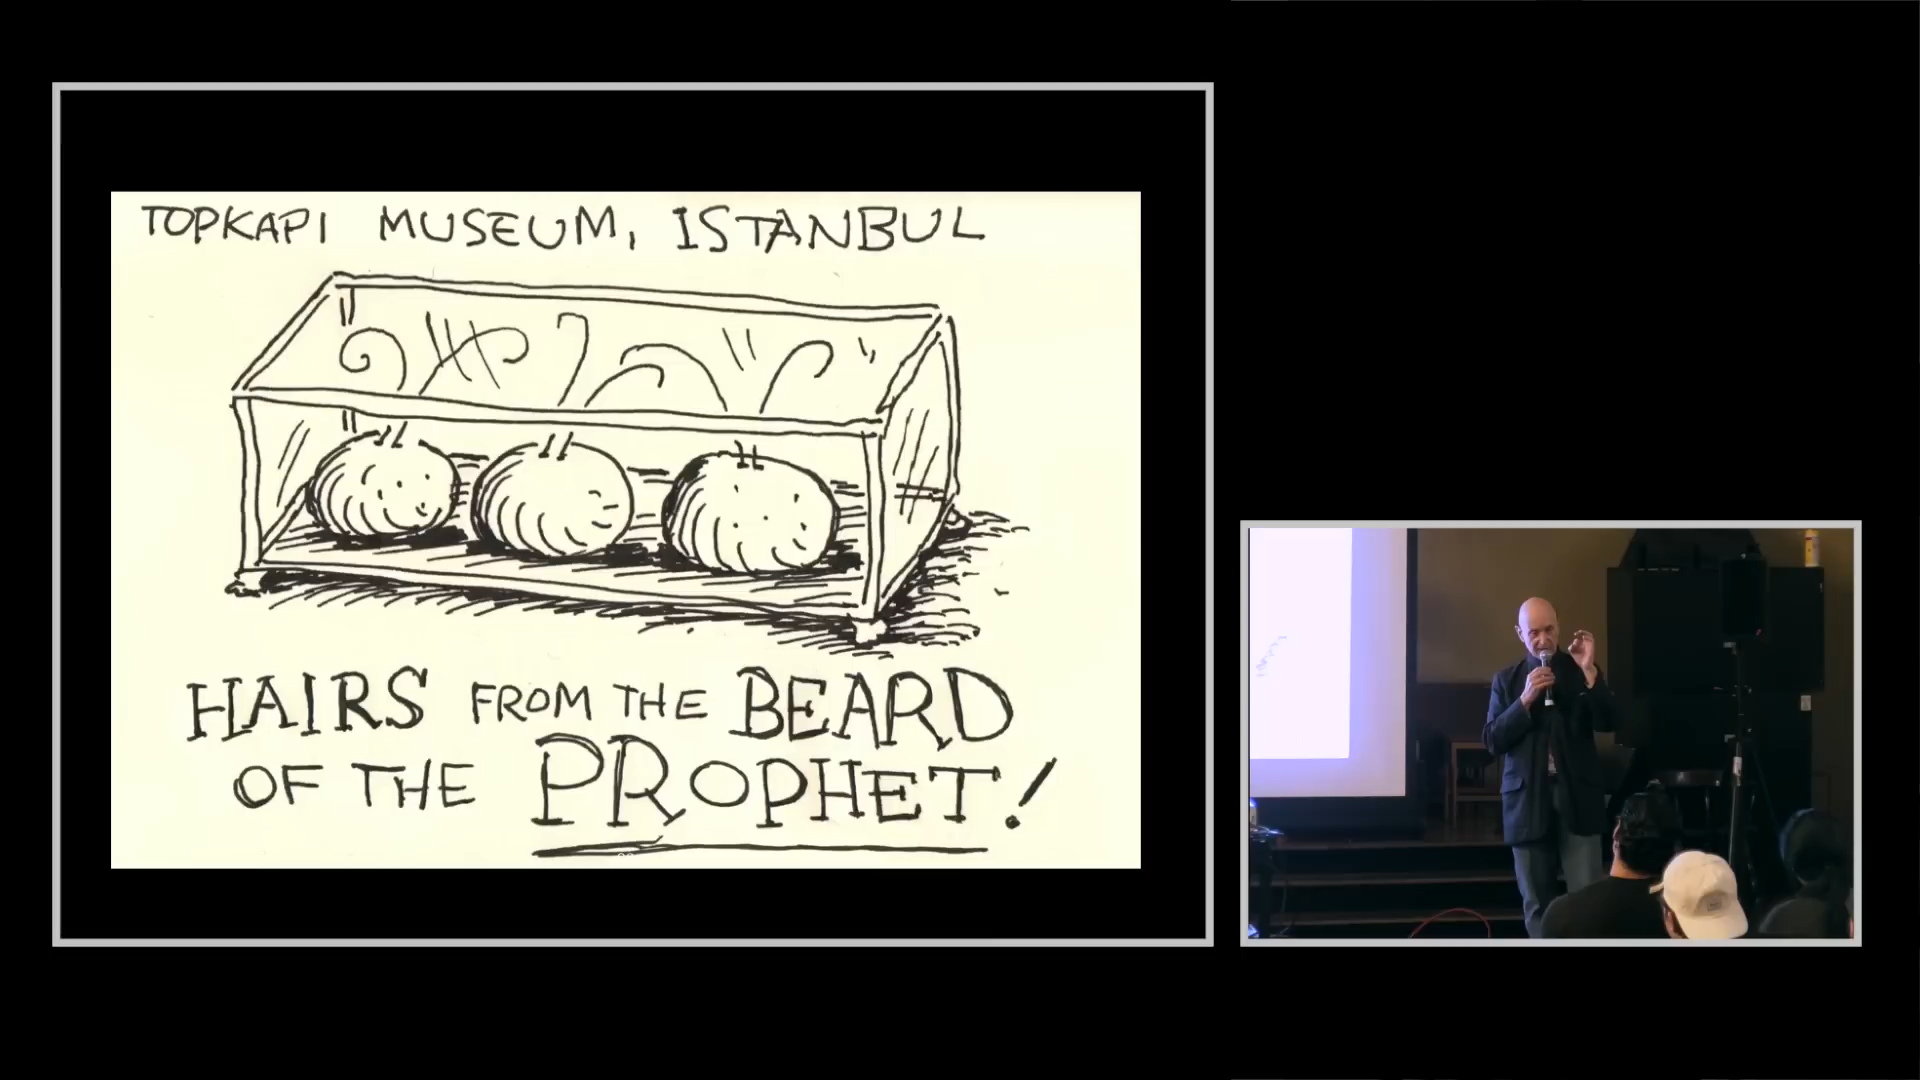 TOPKAPI MUSEUM, ISTANBUL
HAIRS FROM THE BEARD
OF THE PROPHET!